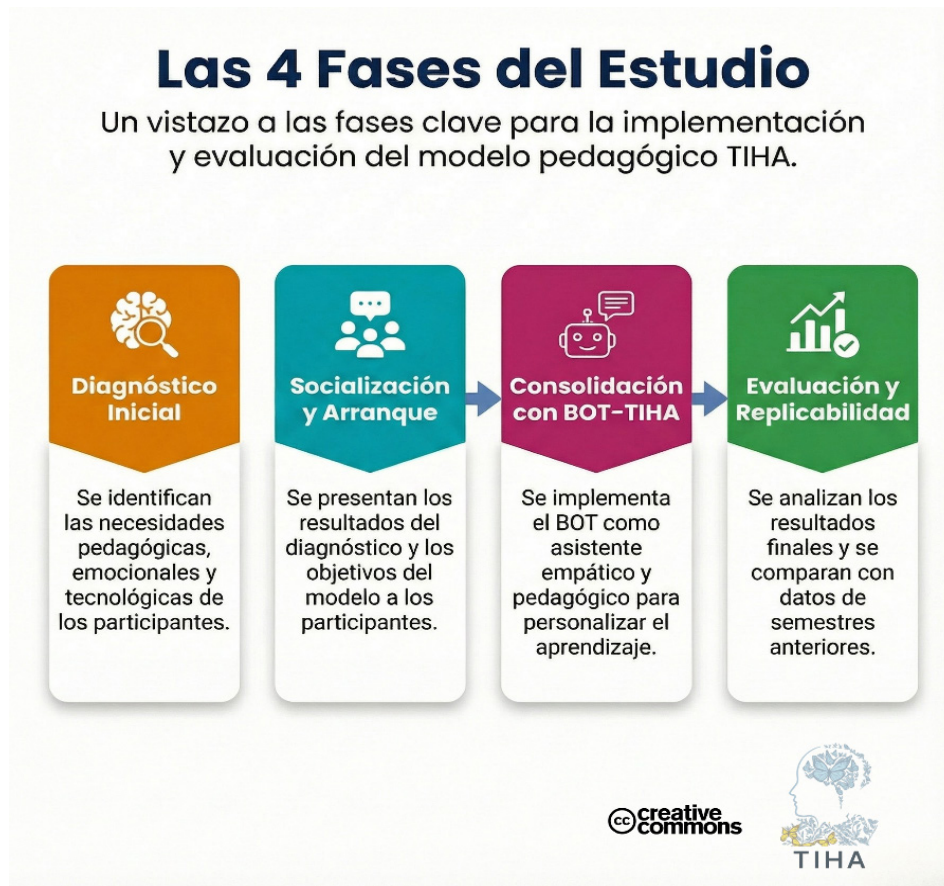 Las 4 Fases del Estudio
Un vistazo a las fases clave para la implementación
y evaluación del modelo pedagógico TIHA.
Diagnóstico
Inicial
Se identifican
las necesidades
pedagógicas,
emocionales y
tecnológicas de
los participantes.
Socialización
y Arranque
Se presentan los
resultados del
diagnóstico y los
objetivos del
modelo a los
participantes.
Consolidación
con BOT-TIHA
Se implementa
el BOT como
asistente
empático y
pedagógico para
personalizar el
aprendizaje.
Evaluación y
Replicabilidad
Se analizan los
resultados
finales y se
comparan con
datos de
semestres
anteriores.
cc creative
commons
TIHA